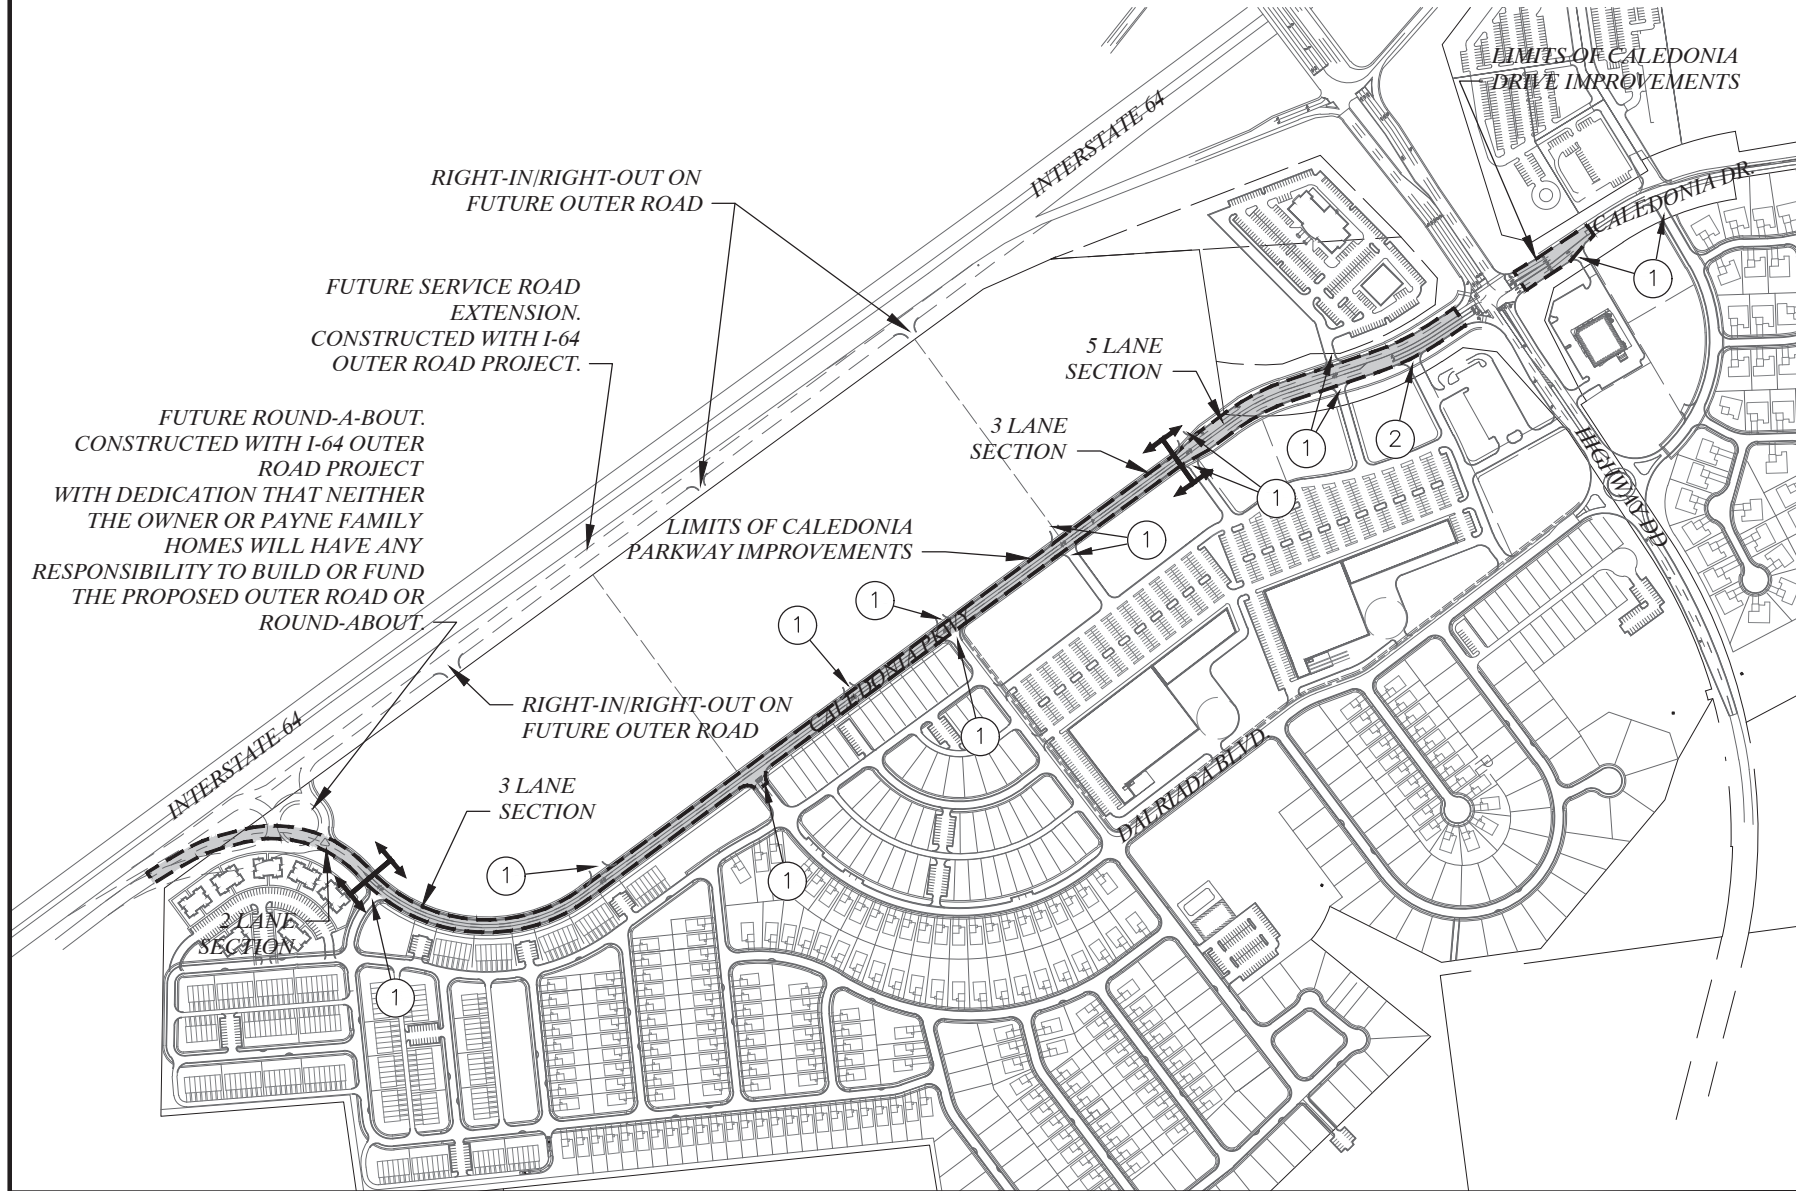 LIMITS OF CALEDONIA
DRIVE IMPROVEMENTS
INTERSTATE 64
RIGHT-IN/RIGHT-OUT ON
FUTURE OUTER ROAD
CALEDONIA DR.
FUTURE SERVICE ROAD
EXTENSION.
CONSTRUCTED WITH I-64
OUTER ROAD PROJECT.
1
5 LANE
SECTION
FUTURE ROUND-A-BOUT.
CONSTRUCTED WITH I-64 OUTER
ROAD PROJECT
WITH DEDICATION THAT NEITHER
THE OWNER OR PAYNE FAMILY
HOMES WILL HAVE ANY
RESPONSIBILITY TO BUILD OR FUND
THE PROPOSED OUTER ROAD OR
ROUND-ABOUT.
3 LANE
SECTION
1
2
HIGHWAY DD
1
LIMITS OF CALEDONIA
PARKWAY IMPROVEMENTS
1
1
1
CALEDONIA PKWY
RIGHT-IN/RIGHT-OUT ON
FUTURE OUTER ROAD
1
INTERSTATE 64
DALRIADA BLVD.
3 LANE
SECTION
1
1
2 LANE
SECTION
1